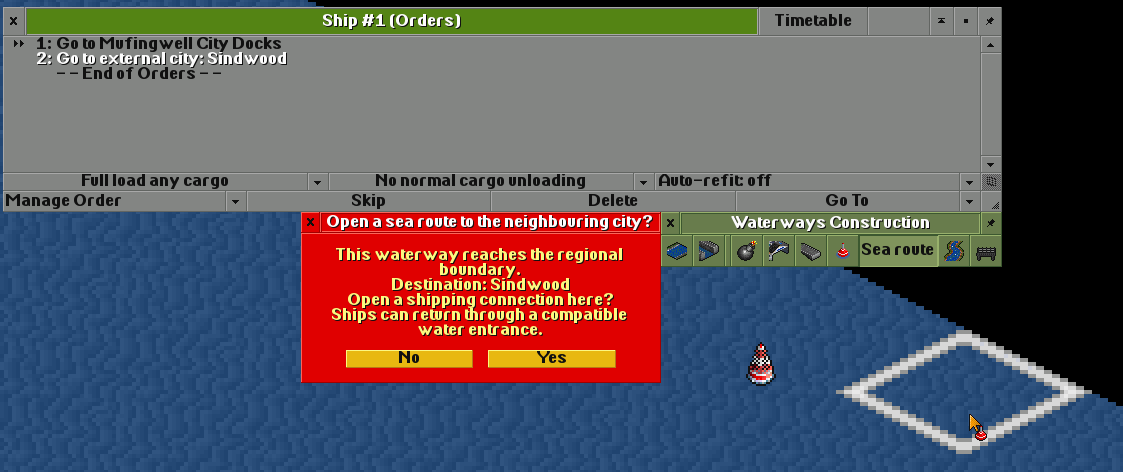 Ship #1 (Orders)
Timetable
1: Go to Mufingwell City Docks
2: Go to external city: Sindwood
- - End of Orders - -
Full load any cargo
No normal cargo unloading
Auto-refit: off
Manage Order
Skip
Delete
Go To
Open a sea route to the neighbouring city?
Waterways Construction
Sea route
This waterway reaches the regional
boundary.
Destination: Sindwood
Open a shipping connection here?
Ships can return through a compatible
water entrance.
No
Yes